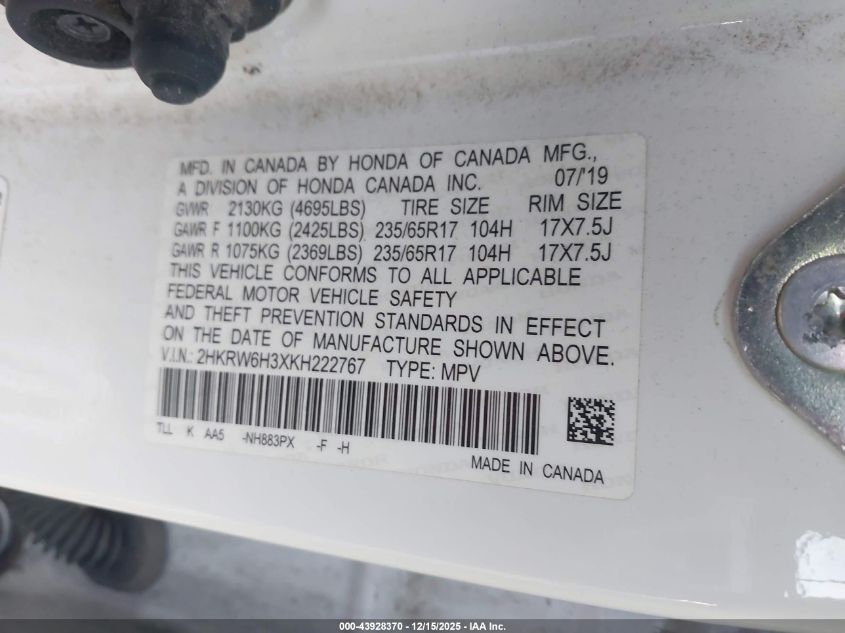 MFD. IN CANADA BY HONDA OF CANADA MFG.,
A DIVISION OF HONDA CANADA INC. 07/'19
GVWR 2130KG (4695LBS) TIRE SIZE RIM SIZE
GAWR F 1100KG (2425LBS) 235/65R17 104H 17X7.5J
GAWR R 1075KG (2369LBS) 235/65R17 104H 17X7.5J
THIS VEHICLE CONFORMS TO ALL APPLICABLE
FEDERAL MOTOR VEHICLE SAFETY
AND THEFT PREVENTION STANDARDS IN EFFECT
ON THE DATE OF MANUFACTURE SHOWN ABOVE.
V.I.N.: 2HKRW6H3XKH222767 TYPE: MPV
TLL K AA5 -NH883PX -F -H
MADE IN CANADA
000-43928370 - 12/15/2025 - IAA Inc.